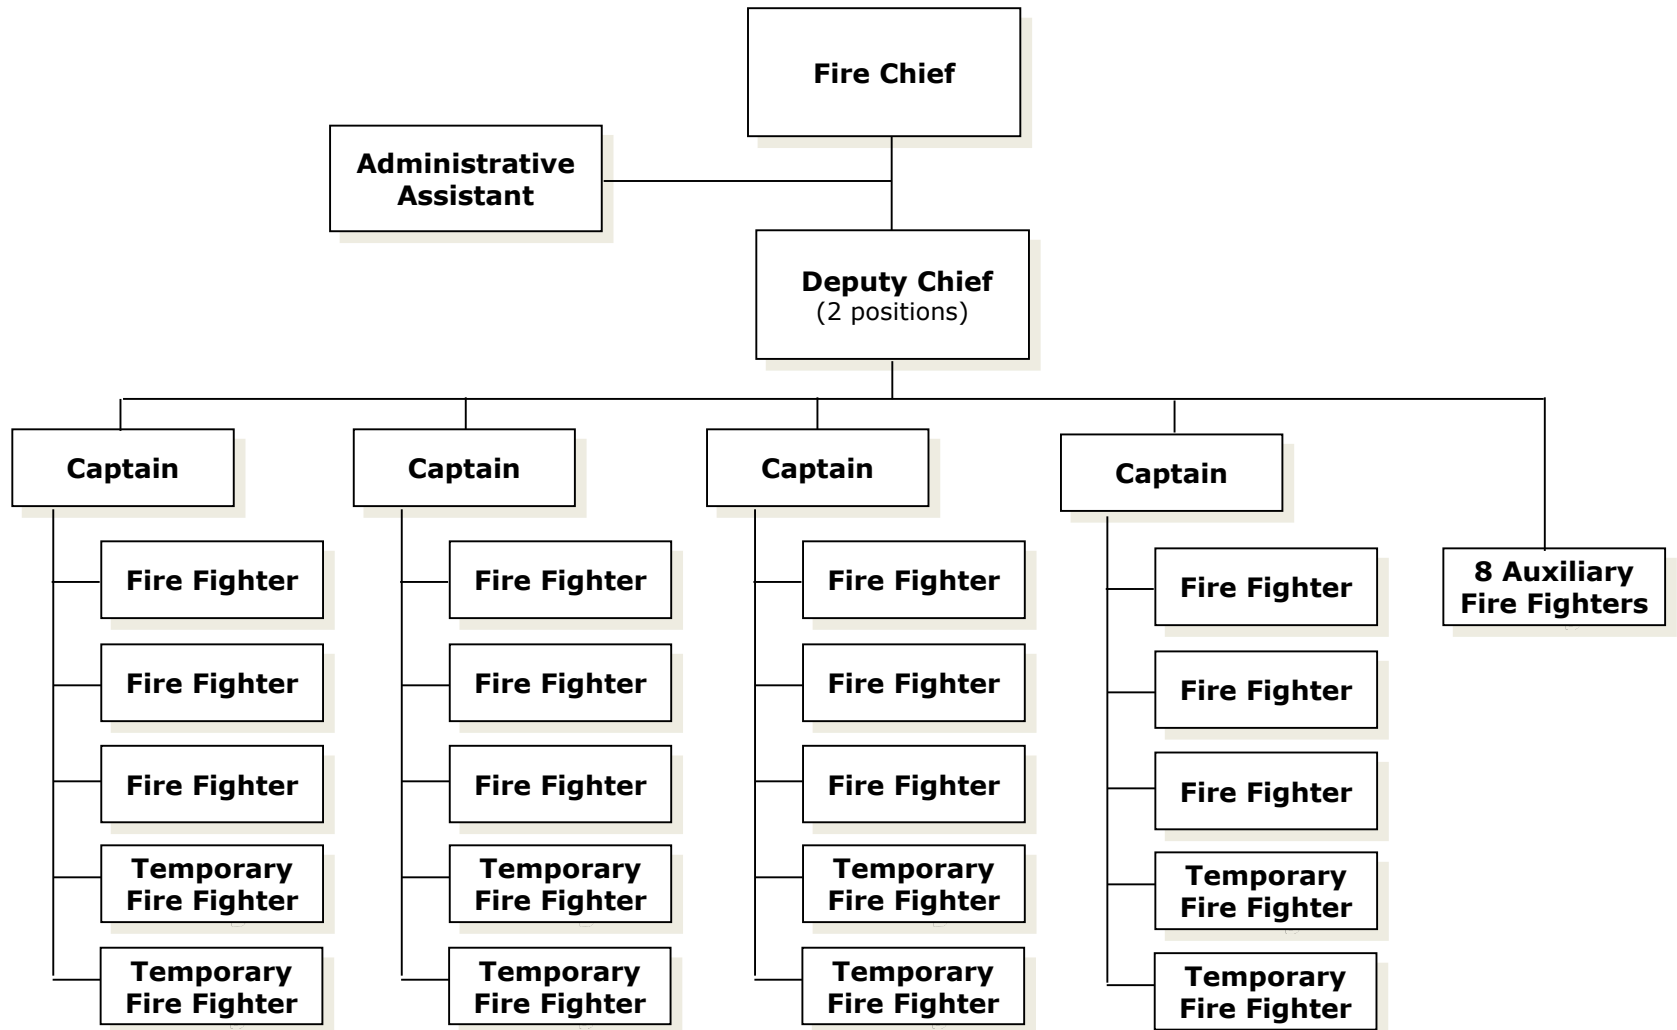 Fire Chief
Administrative
Assistant
Deputy Chief
(2 positions)
Captain
Captain
Captain
Captain
Fire Fighter
Fire Fighter
Fire Fighter
Fire Fighter
8 Auxiliary
Fire Fighters
Fire Fighter
Fire Fighter
Fire Fighter
Fire Fighter
Fire Fighter
Fire Fighter
Fire Fighter
Fire Fighter
Temporary
Fire Fighter
Temporary
Fire Fighter
Temporary
Fire Fighter
Temporary
Fire Fighter
Temporary
Fire Fighter
Temporary
Fire Fighter
Temporary
Fire Fighter
Temporary
Fire Fighter